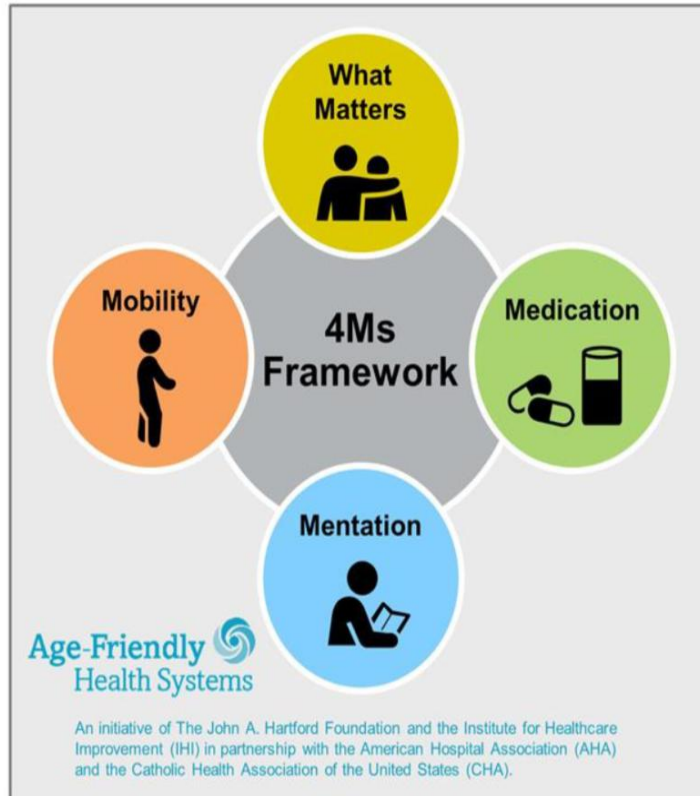 What
Matters
Mobility
4Ms
Framework
Medication
Mentation
Age-Friendly
Health Systems
An initiative of The John A. Hartford Foundation and the Institute for Healthcare
Improvement (IHI) in partnership with the American Hospital Association (AHA)
and the Catholic Health Association of the United States (CHA).